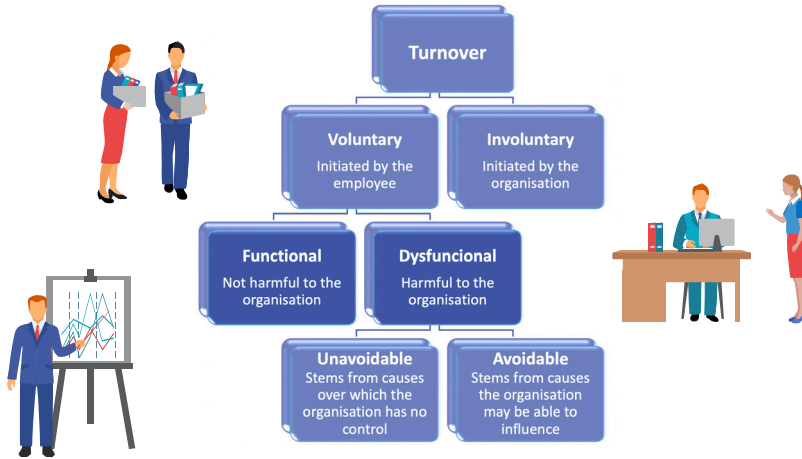 Turnover
Voluntary
Initiated by the
employee
Involuntary
Initiated by the
organisation
Functional
Not harmful to the
organisation
Dysfuncional
Harmful to the
organisation
Unavoidable
Stems from causes
over which the
organisation has no
control
Avoidable
Stems from causes
the organisation
may be able to
influence